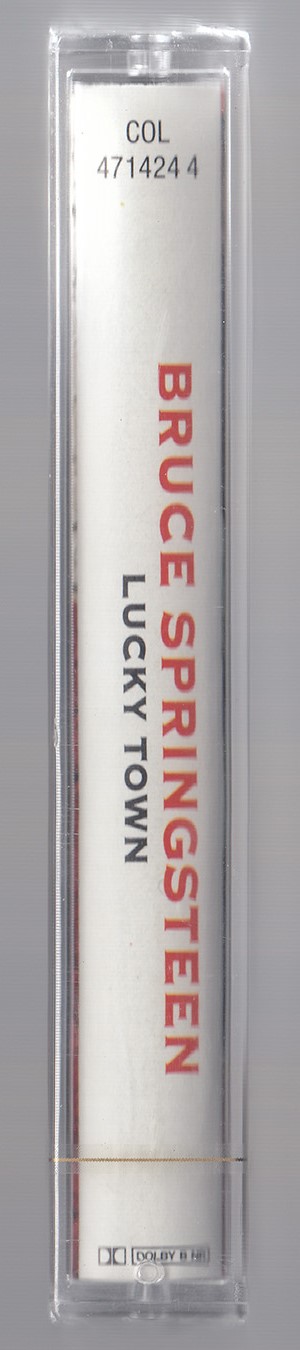 COL
471424 4
BRUCE SPRINGSTEEN
LUCKY TOWN
DOLBY B NR